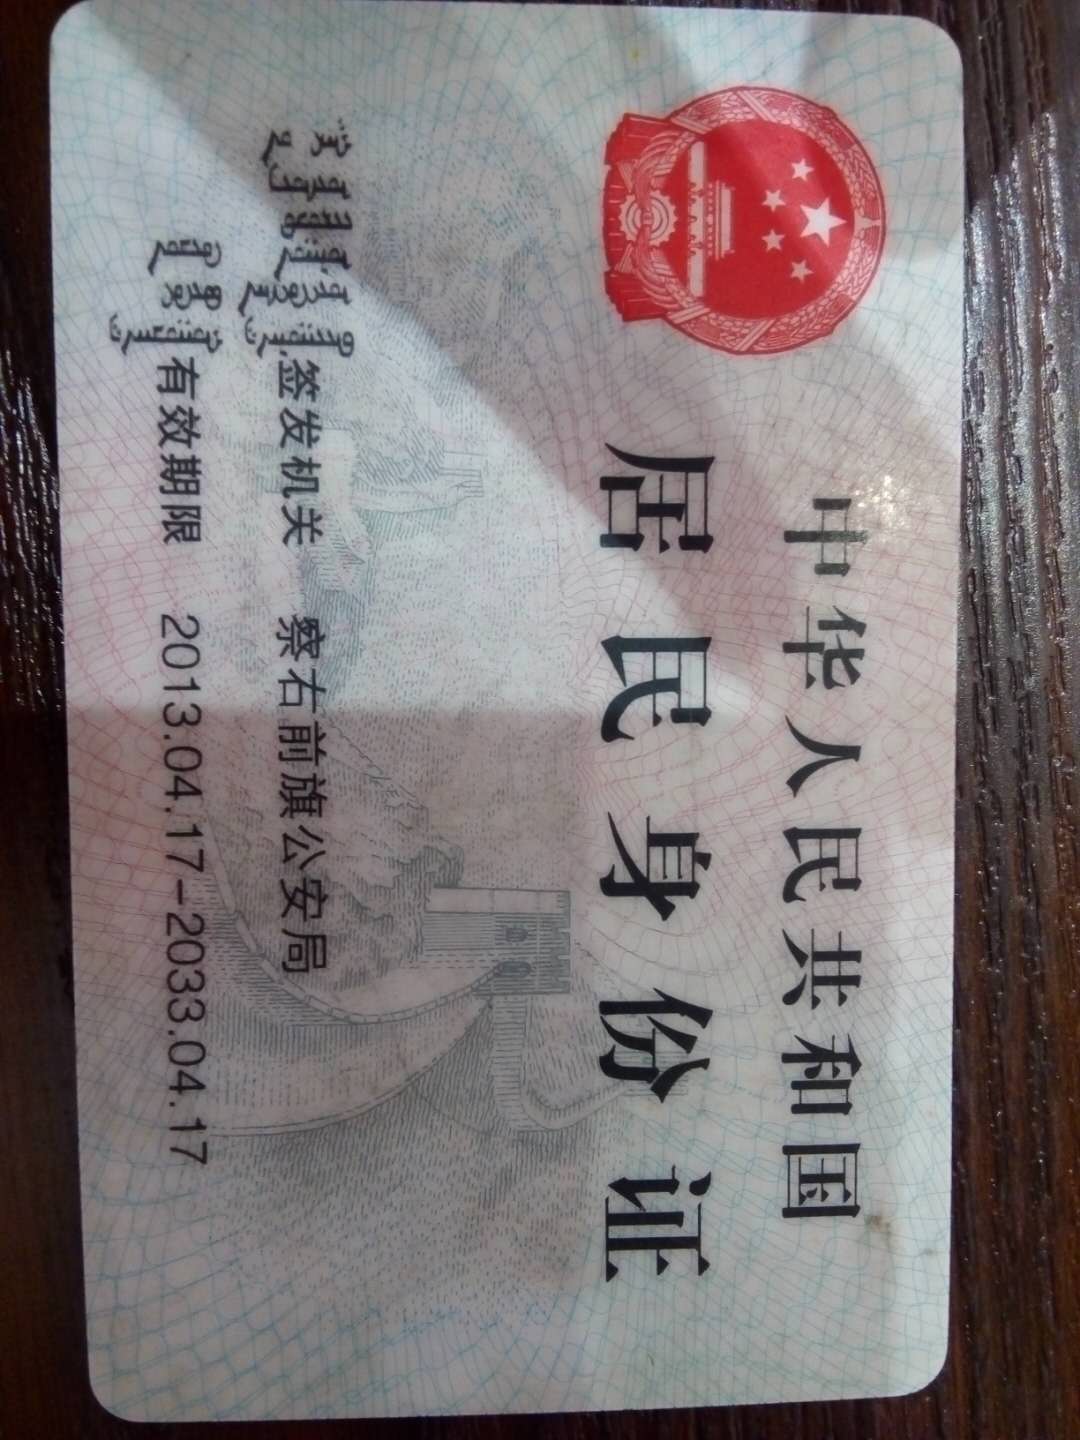 中华人民共和国
居民身份证
签发机关 察右前旗公安局
有效期限 2013.04.17-2033.04.17